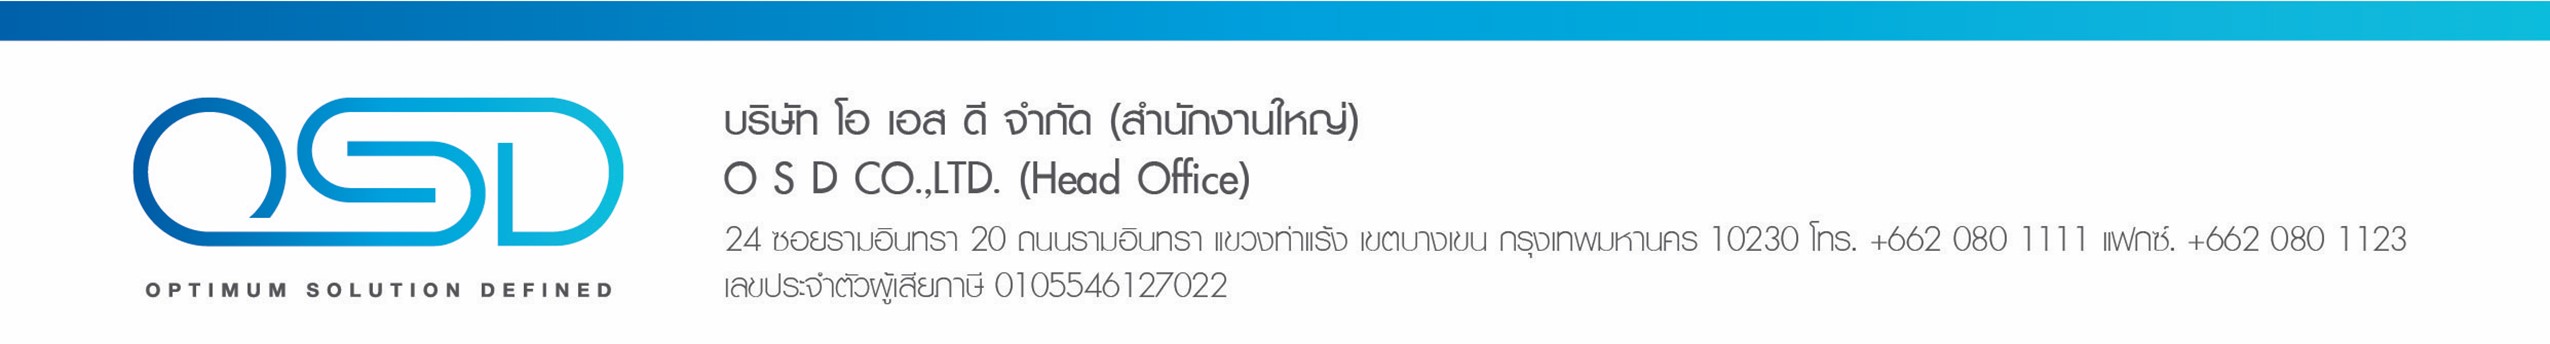 OSD
OPTIMUM SOLUTION DEFINED
บริษัท โอ เอส ดี จำกัด (สำนักงานใหญ่)
O S D CO.,LTD. (Head Office)
24 ซอยรามอินทรา 20 ถนนรามอินทรา แขวงท่าแร้ง เขตบางเขน กรุงเทพมหานคร 10230 โทร. +662 080 1111 แฟกซ์. +662 080 1123
เลขประจำตัวผู้เสียภาษี 0105546127022